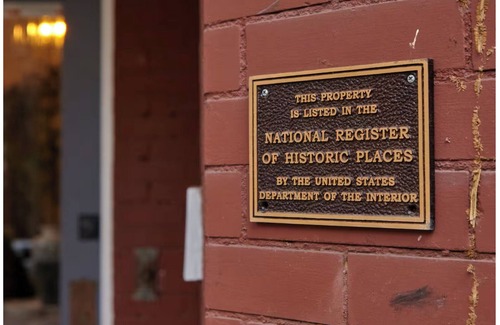 THIS PROPERTY
IS LISTED IN THE
NATIONAL REGISTER
OF HISTORIC PLACES
BY THE UNITED STATES
DEPARTMENT OF THE INTERIOR